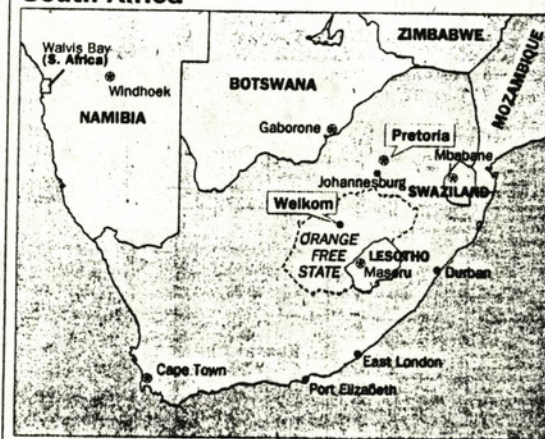 South Africa
ZIMBABWE
Walvis Bay
(S. Africa)
Windhoek
BOTSWANA
MOZAMBIQUE
NAMIBIA
Gaborone
Pretoria
Mbabane
Johannesburg
SWAZILAND
Welkom
ORANGE
FREE
STATE
LESOTHO
Maseru
Durban
East London
Cape Town
Port Elizabeth